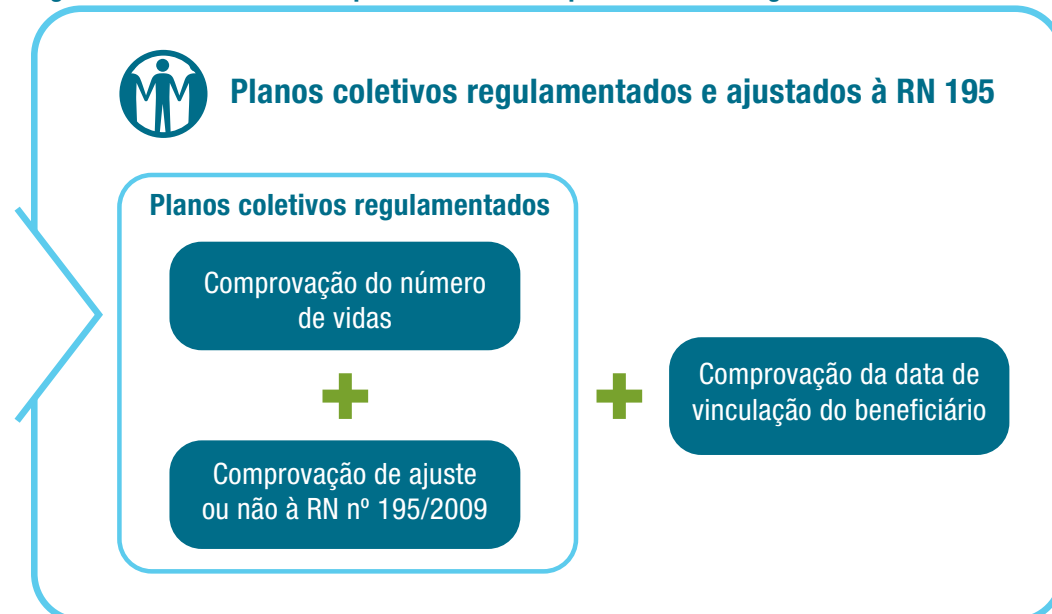 Planos coletivos regulamentados e ajustados à RN 195
Planos coletivos regulamentados
Comprovação do número
de vidas
Comprovação de ajuste
ou não à RN nº 195/2009
Comprovação da data de
vinculação do beneficiário